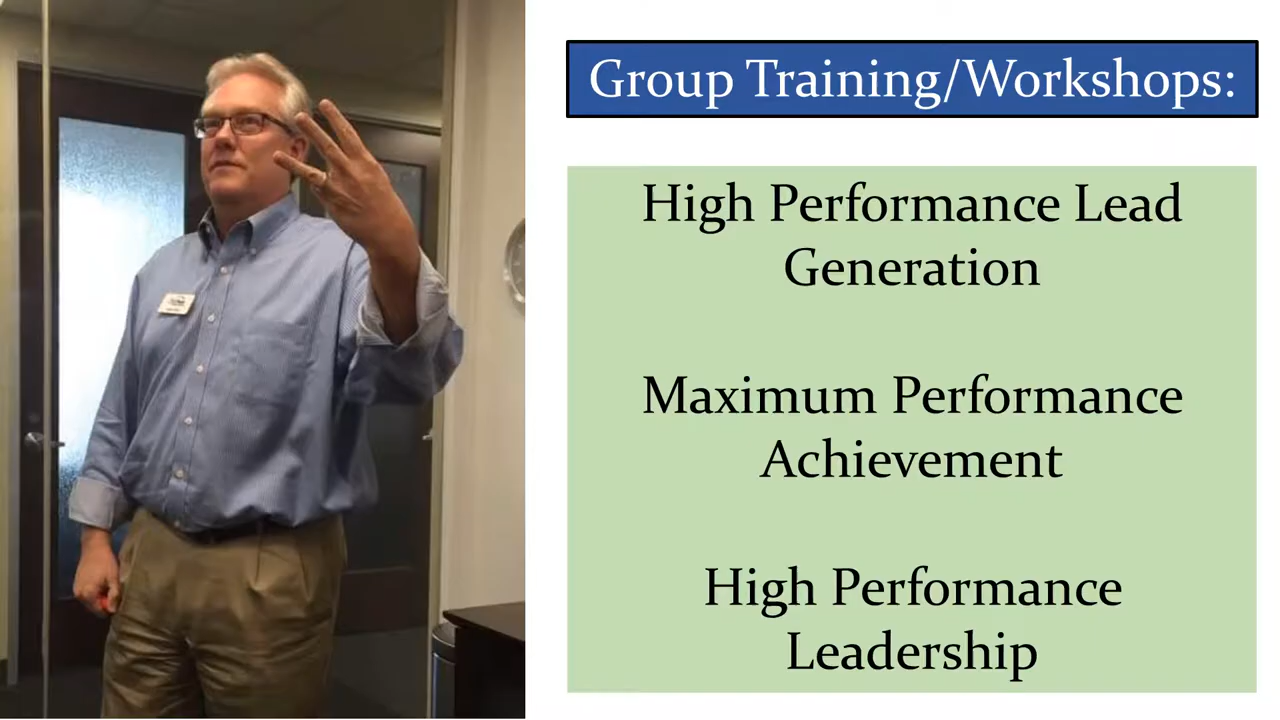 Group Training/Workshops:
High Performance Lead
Generation
Maximum Performance
Achievement
High Performance
Leadership